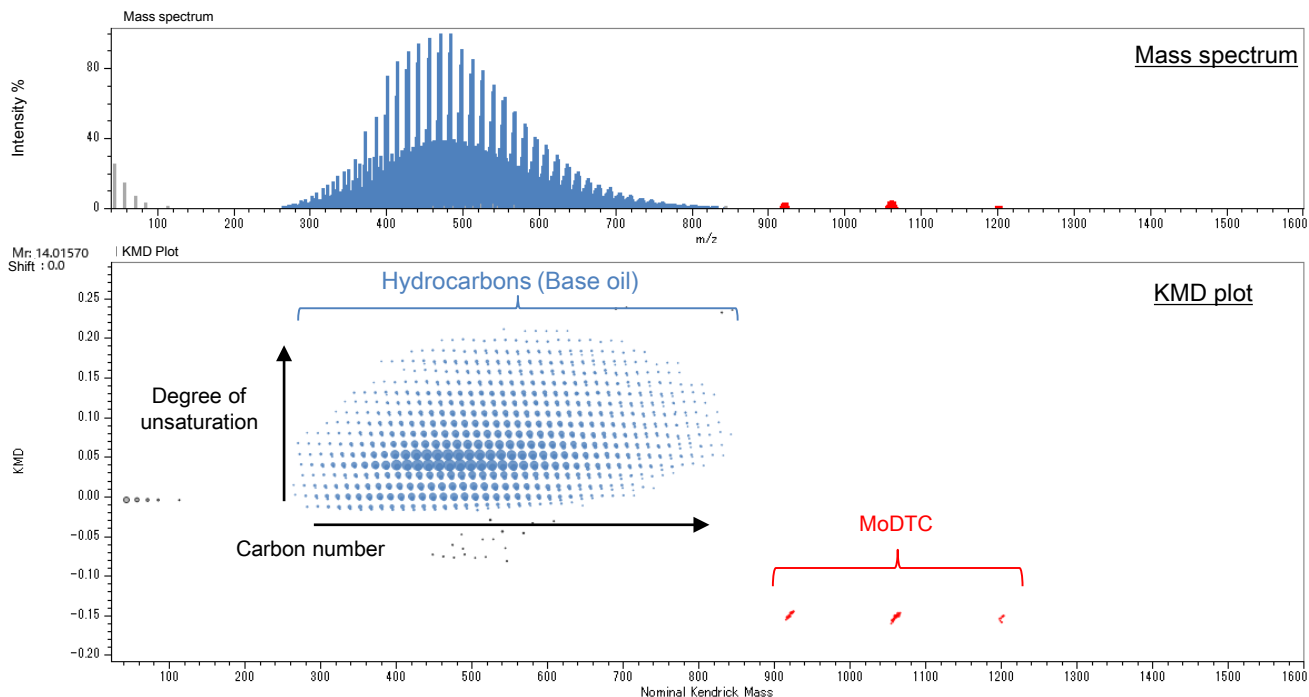 Mass spectrum
Mass spectrum
Intensity %
80
40
0
100 200 300 400 500 600 700 800 900 1000 1100 1200 1300 1400 1500 1600
m/z
Mr: 14.01570
Shift : 0.0
KMD Plot
Hydrocarbons (Base oil)
KMD plot
0.25
0.20
0.15
0.10
0.05
0.00
-0.05
-0.10
-0.15
-0.20
KMD
Degree of
unsaturation
Carbon number
MoDTC
100 200 300 400 500 600 700 800 900 1000 1100 1200 1300 1400 1500 1600
Nominal Kendrick Mass